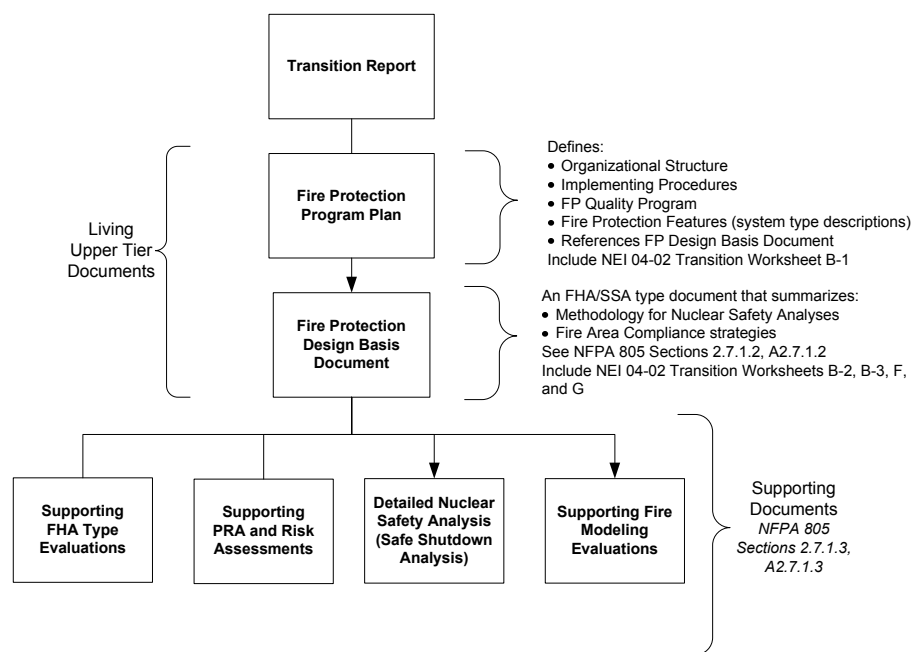 Transition Report
Fire Protection
Program Plan
Defines:
• Organizational Structure
• Implementing Procedures
• FP Quality Program
• Fire Protection Features (system type descriptions)
• References FP Design Basis Document
Include NEI 04-02 Transition Worksheet B-1
Living
Upper Tier
Documents
Fire Protection
Design Basis
Document
An FHA/SSA type document that summarizes:
• Methodology for Nuclear Safety Analyses
• Fire Area Compliance strategies
See NFPA 805 Sections 2.7.1.2, A2.7.1.2
Include NEI 04-02 Transition Worksheets B-2, B-3, F,
and G
Supporting
FHA Type
Evaluations
Supporting
PRA and Risk
Assessments
Detailed Nuclear
Safety Analysis
(Safe Shutdown
Analysis)
Supporting Fire
Modeling
Evaluations
Supporting
Documents
NFPA 805
Sections 2.7.1.3,
A2.7.1.3